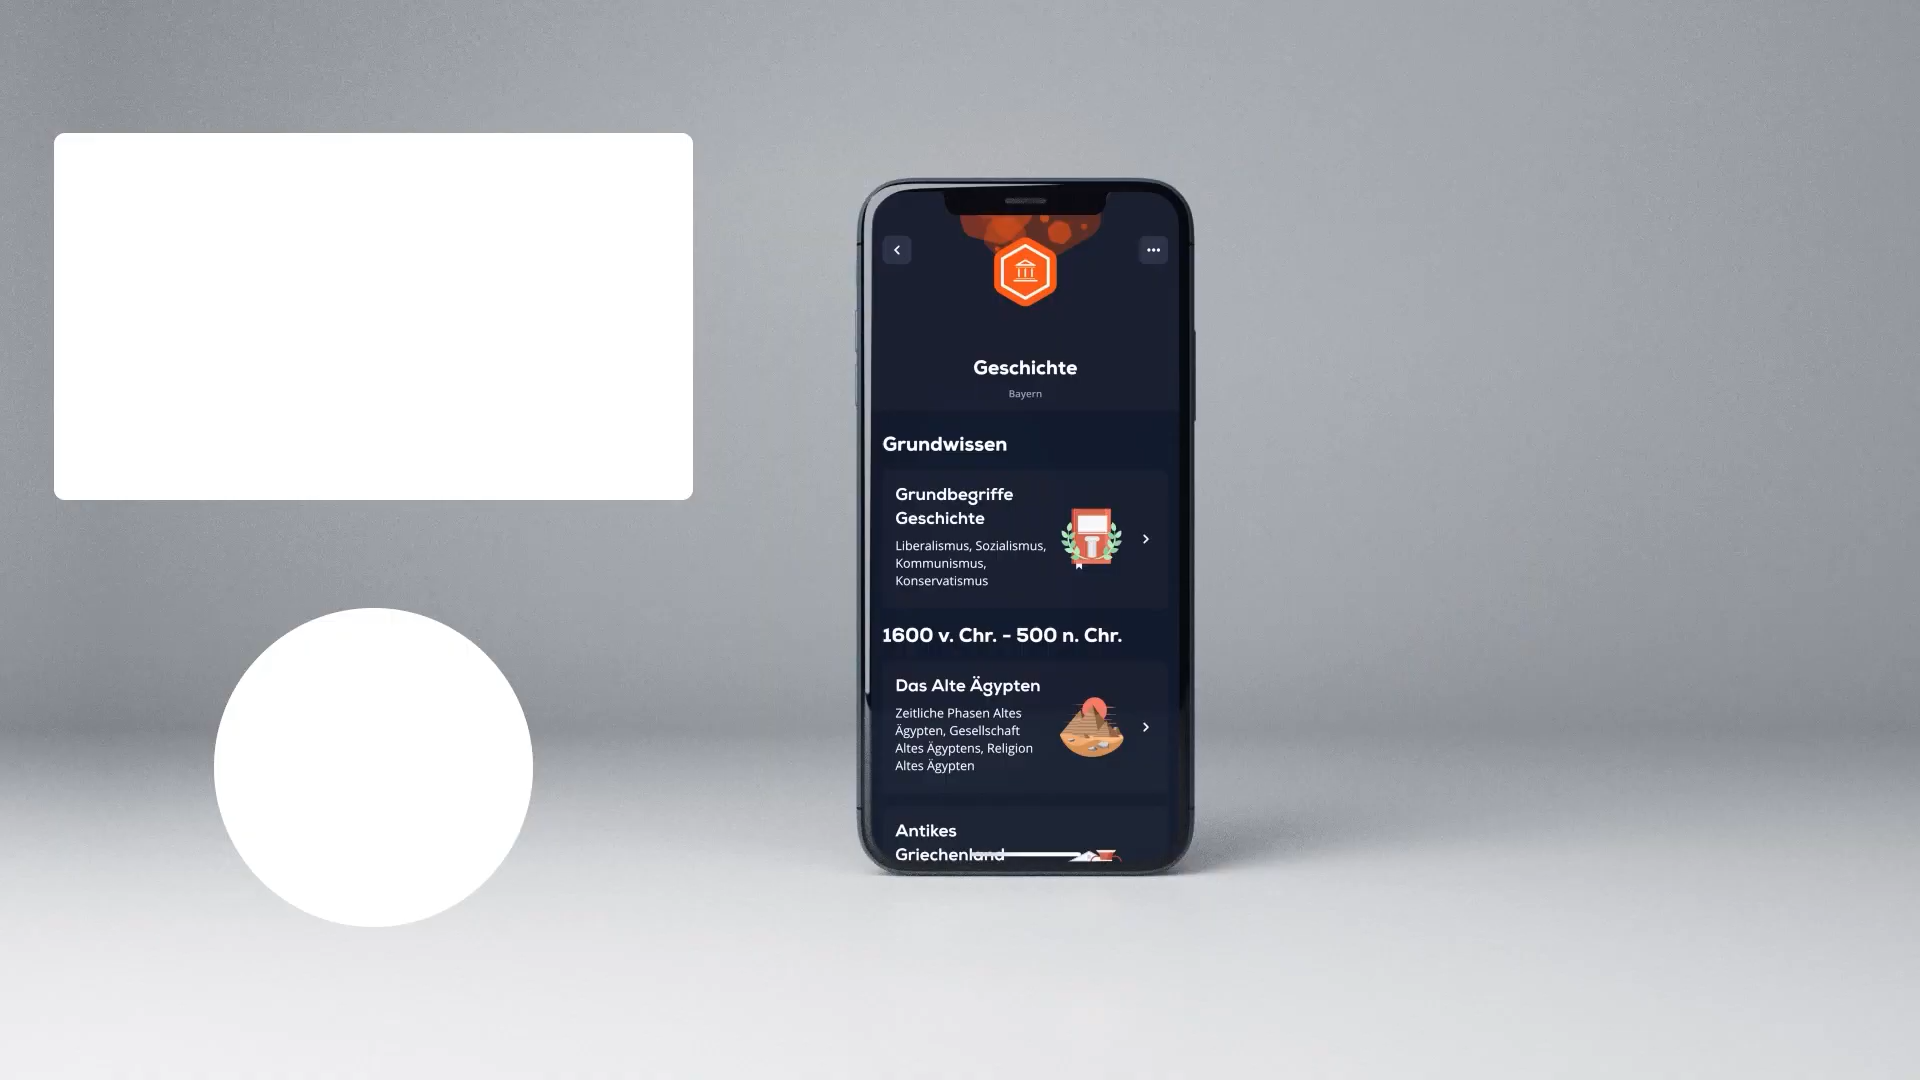 Geschichte
Bayern
Grundwissen
Grundbegriffe
Geschichte
Liberalismus, Sozialismus,
Kommunismus,
Konservatismus
1600 v. Chr. - 500 n. Chr.
Das Alte Ägypten
Zeitliche Phasen Altes
Ägypten, Gesellschaft
Altes Ägyptens, Religion
Altes Ägypten
Antikes
Griechenland